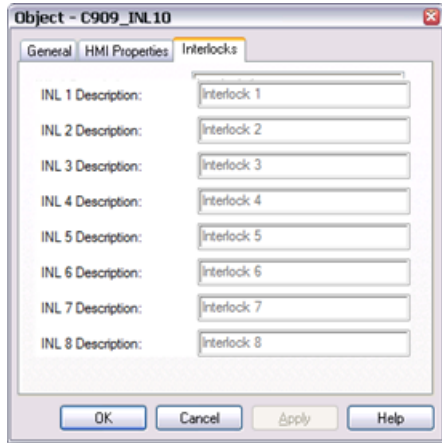 Object - C909_INL10
General HMI Properties Interlocks
INL 1 Description: Interlock 1
INL 2 Description: Interlock 2
INL 3 Description: Interlock 3
INL 4 Description: Interlock 4
INL 5 Description: Interlock 5
INL 6 Description: Interlock 6
INL 7 Description: Interlock 7
INL 8 Description: Interlock 8
OK Cancel Apply Help